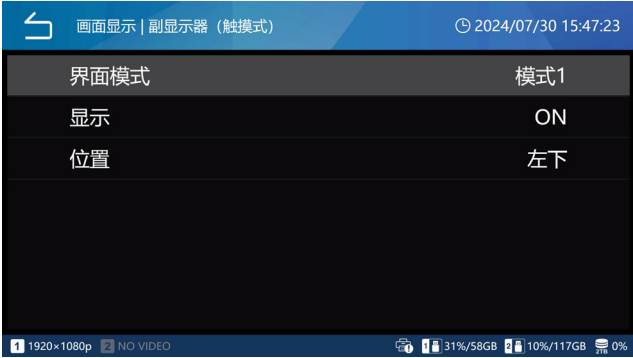 画面显示 | 副显示器（触摸式） 2024/07/30 15:47:23
界面模式 模式1
显示 ON
位置 左下
1 1920×1080p 2 NO VIDEO 1 31%/58GB 2 10%/117GB 2TB 0%